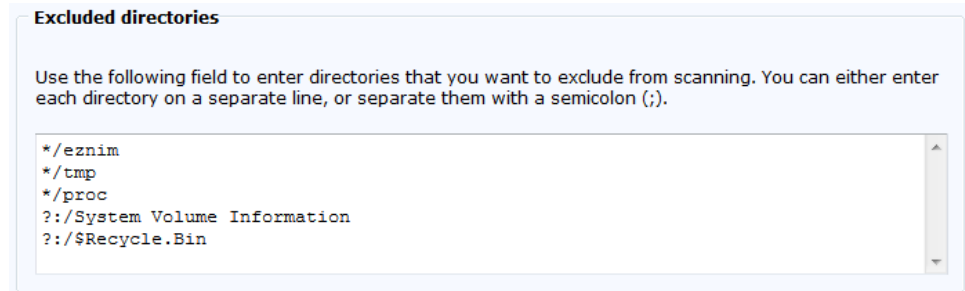 Excluded directories
Use the following field to enter directories that you want to exclude from scanning. You can either enter
each directory on a separate line, or separate them with a semicolon (;).
*/eznim
*/tmp
*/proc
?:/System Volume Information
?:/$Recycle.Bin